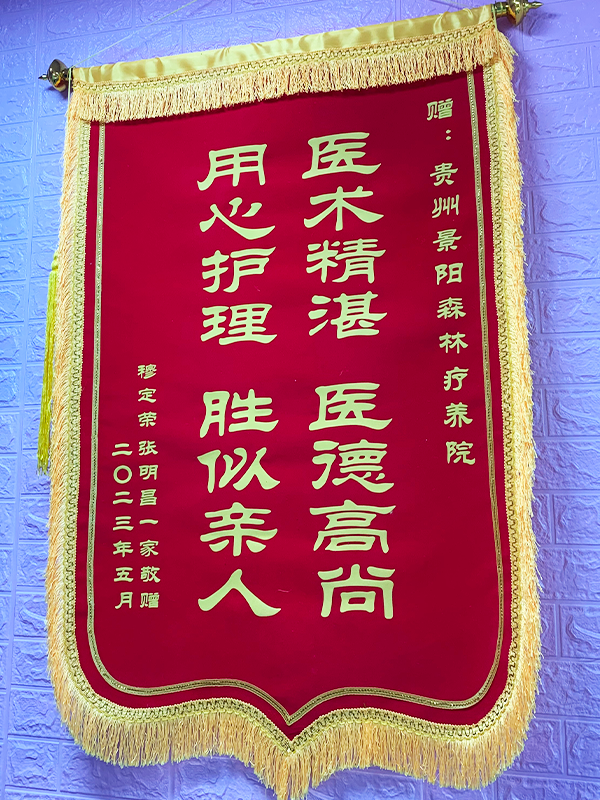 赠：贵州景阳森林疗养院
医术精湛 医德高尚
用心护理 胜似亲人
穆定荣张明昌一家敬赠
二〇二三年五月